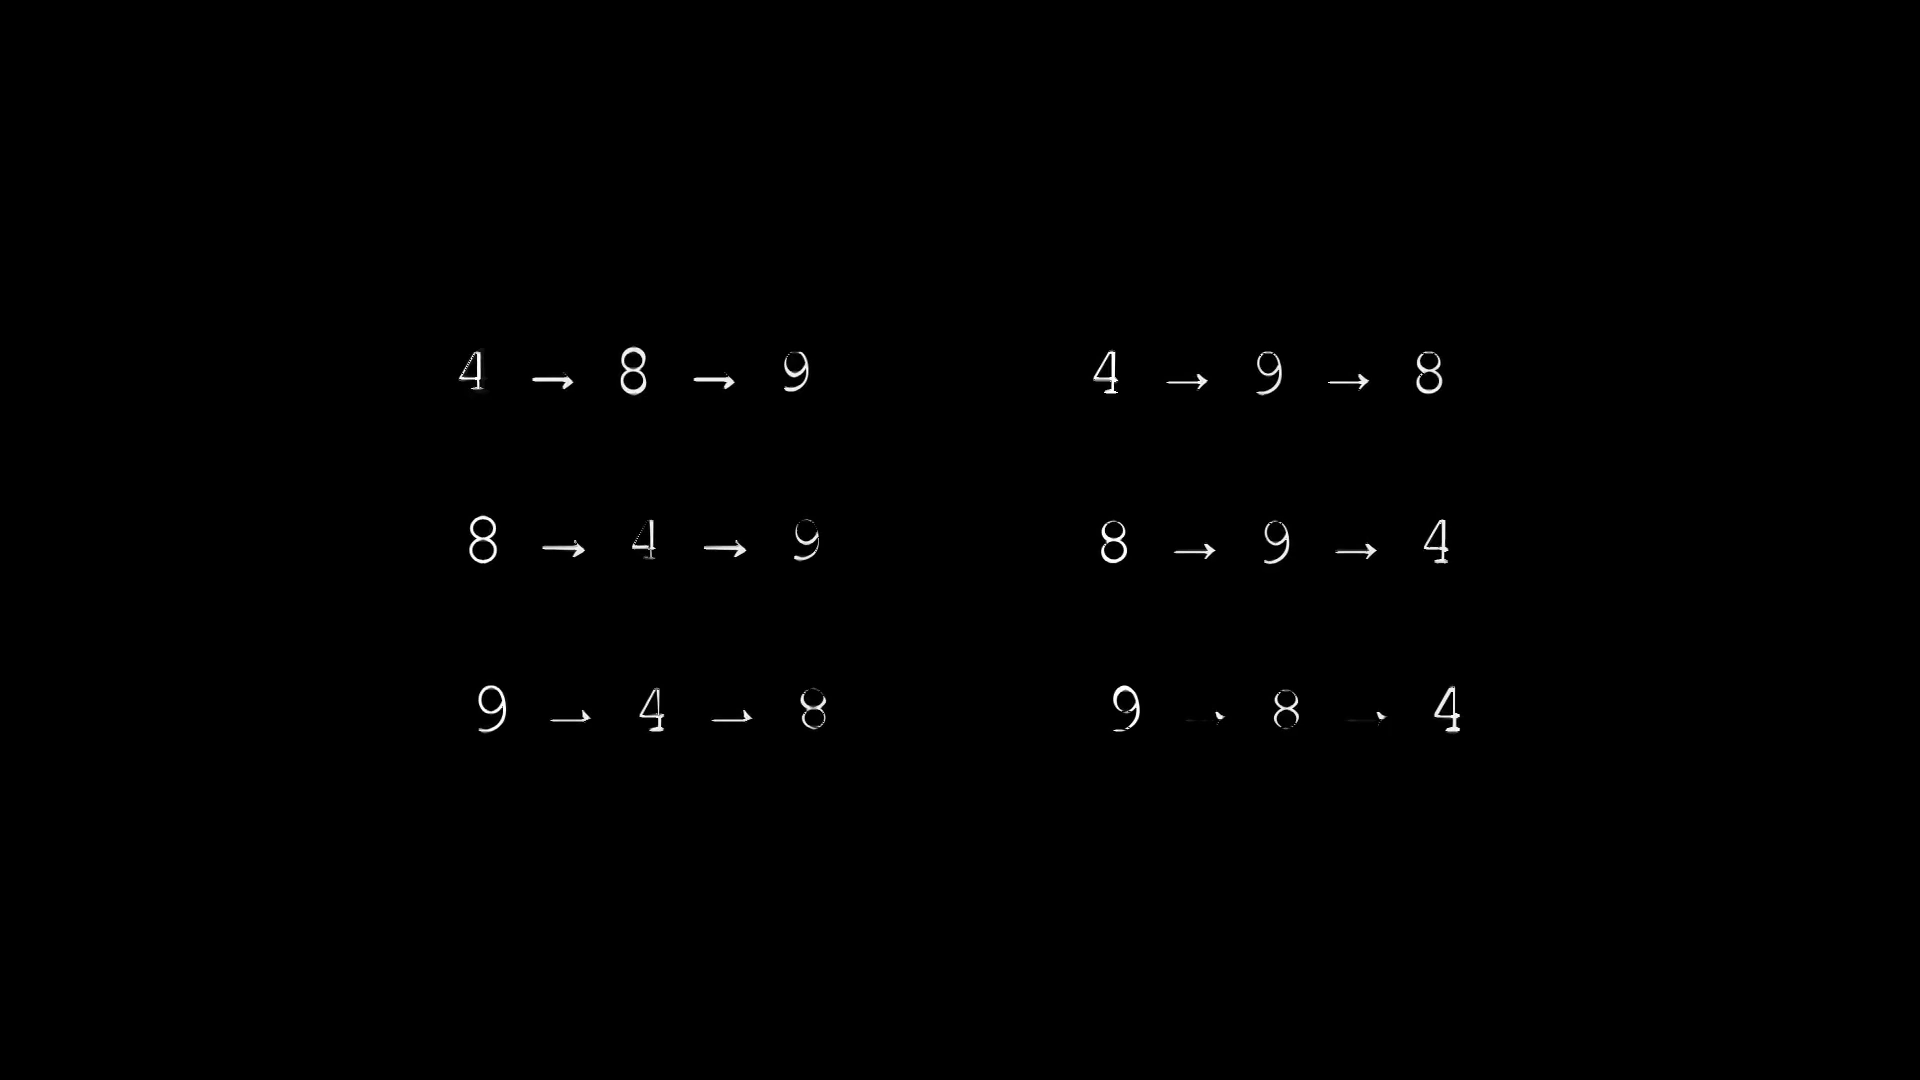 4 → 8 → 9 4 → 9 → 8
8 → 4 → 9 8 → 9 → 4
9 → 4 → 8 9 → 8 → 4